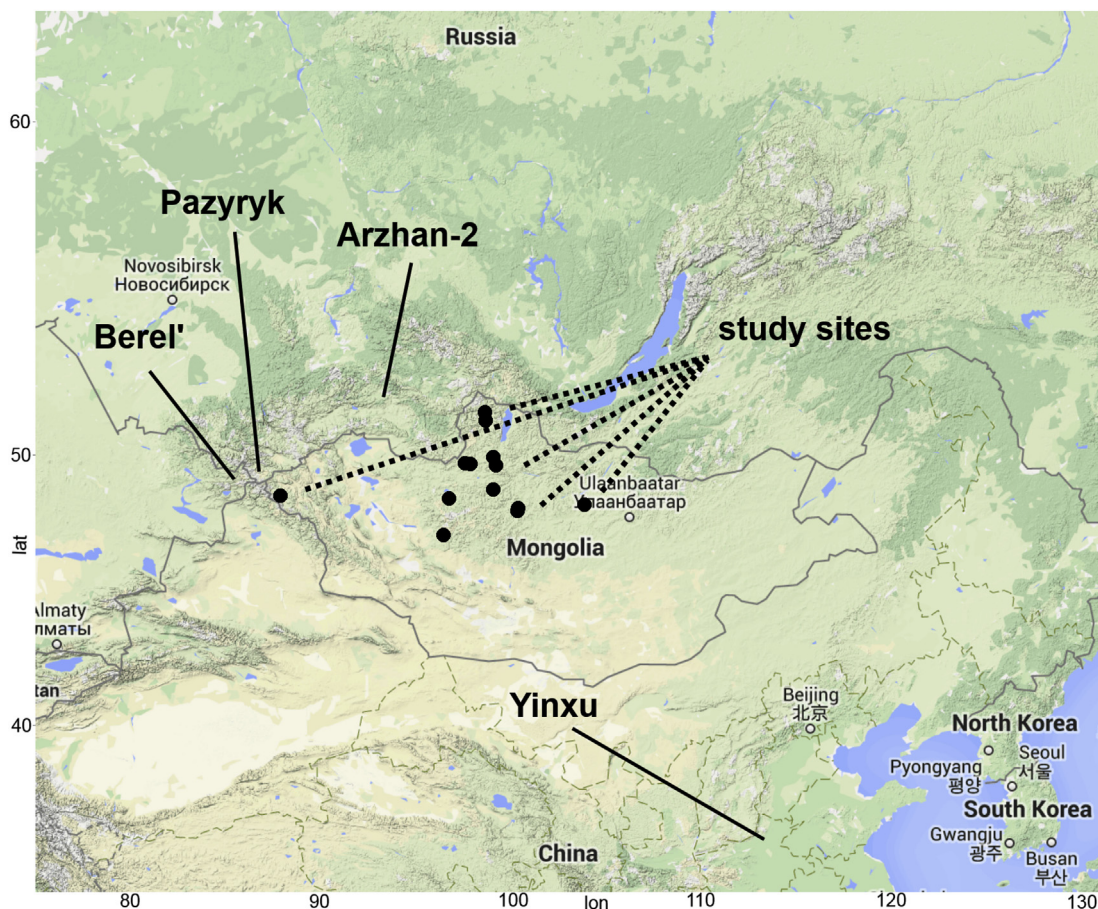 Russia
60
Pazyryk
Arzhan-2
Novosibirsk
Новосибирск
Berel'
study sites
50
Ulaanbaatar
Улаанбаатар
lat
Mongolia
Almaty
лматы
tan
Yinxu
Beijing
北京
40
North Korea
Seoul
서울
Pyongyang
평양
South Korea
Gwangju
광주
China
Busan
부산
80
90
100
lon
110
120
130